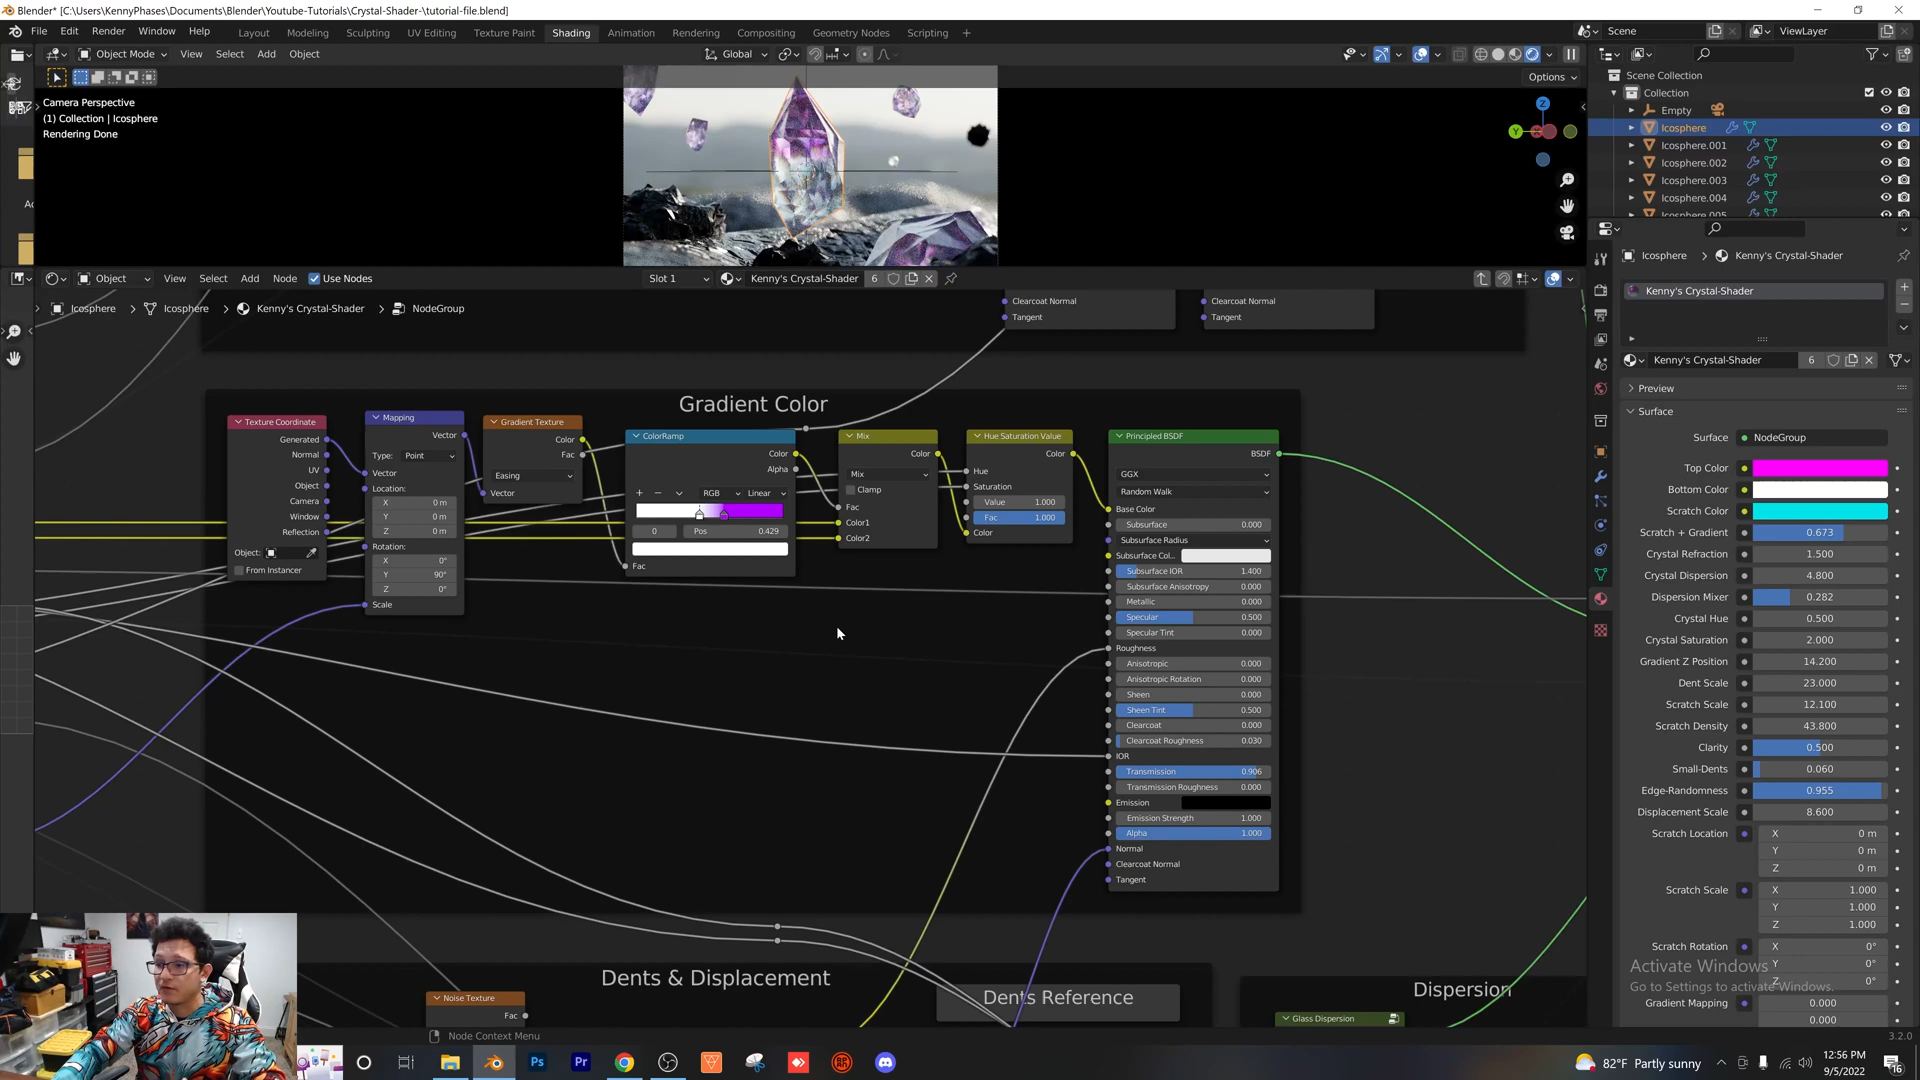 Blender* [C:\Users\KennyPhases\Documents\Blender\Youtube-Tutorials\Crystal-Shader-\tutorial-file.blend]
File Edit Render Window Help Layout Modeling Sculpting UV Editing Texture Paint Shading Animation Rendering Compositing Geometry Nodes Scripting + Scene ViewLayer
Object Mode View Select Add Object Global
Options
Camera Perspective
(1) Collection | Icosphere
Rendering Done
Z
Y
X
Scene Collection
Collection
Empty
Icosphere
Icosphere.001
Icosphere.002
Icosphere.003
Icosphere.004
Icosphere.005
Object View Select Add Node Use Nodes Slot 1 Kenny's Crystal-Shader 6
Icosphere > Icosphere > Kenny's Crystal-Shader > NodeGroup
Clearcoat Normal
Tangent
Clearcoat Normal
Tangent
Gradient Color
Texture Coordinate
Generated
Normal
UV
Object
Camera
Window
Reflection
Object:
From Instancer
Mapping
Vector
Type: Point
Vector
Location:
X 0 m
Y 0 m
Z 0 m
Rotation:
X 0°
Y 90°
Z 0°
Scale
Gradient Texture
Color
Fac
Easing
Vector
ColorRamp
Color
Alpha
RGB Linear
0 Pos 0.429
Fac
Mix
Color
Mix
Clamp
Fac
Color1
Color2
Hue Saturation Value
Color
Hue
Saturation
Value 1.000
Fac 1.000
Color
Principled BSDF
BSDF
GGX
Random Walk
Base Color
Subsurface 0.000
Subsurface Radius
Subsurface Col...
Subsurface IOR 1.400
Subsurface Anisotropy 0.000
Metallic 0.000
Specular 0.500
Specular Tint 0.000
Roughness
Anisotropic 0.000
Anisotropic Rotation 0.000
Sheen 0.000
Sheen Tint 0.500
Clearcoat 0.000
Clearcoat Roughness 0.030
IOR
Transmission 0.906
Transmission Roughness 0.000
Emission
Emission Strength 1.000
Alpha 1.000
Normal
Clearcoat Normal
Tangent
Dents & Displacement
Noise Texture
Fac
Dents Reference
Dispersion
Glass Dispersion
Icosphere > Kenny's Crystal-Shader
Kenny's Crystal-Shader
Kenny's Crystal-Shader 6
Preview
Surface
Surface NodeGroup
Top Color
Bottom Color
Scratch Color
Scratch + Gradient 0.673
Crystal Refraction 1.500
Crystal Dispersion 4.800
Dispersion Mixer 0.282
Crystal Hue 0.500
Crystal Saturation 2.000
Gradient Z Position 14.200
Dent Scale 23.000
Scratch Scale 12.100
Scratch Density 43.800
Clarity 0.500
Small-Dents 0.060
Edge-Randomness 0.955
Displacement Scale 8.600
Scratch Location X 0 m
Y 0 m
Z 0 m
Scratch Scale X 1.000
Y 1.000
Z 1.000
Scratch Rotation X 0°
Y 0°
Z 0°
Gradient Mapping 0.000
0.000
Activate Windows
Go to Settings to activate Windows.
Node Context Menu
3.2.0
Ps
Pr
82°F Partly sunny
12:56 PM
9/5/2022
16